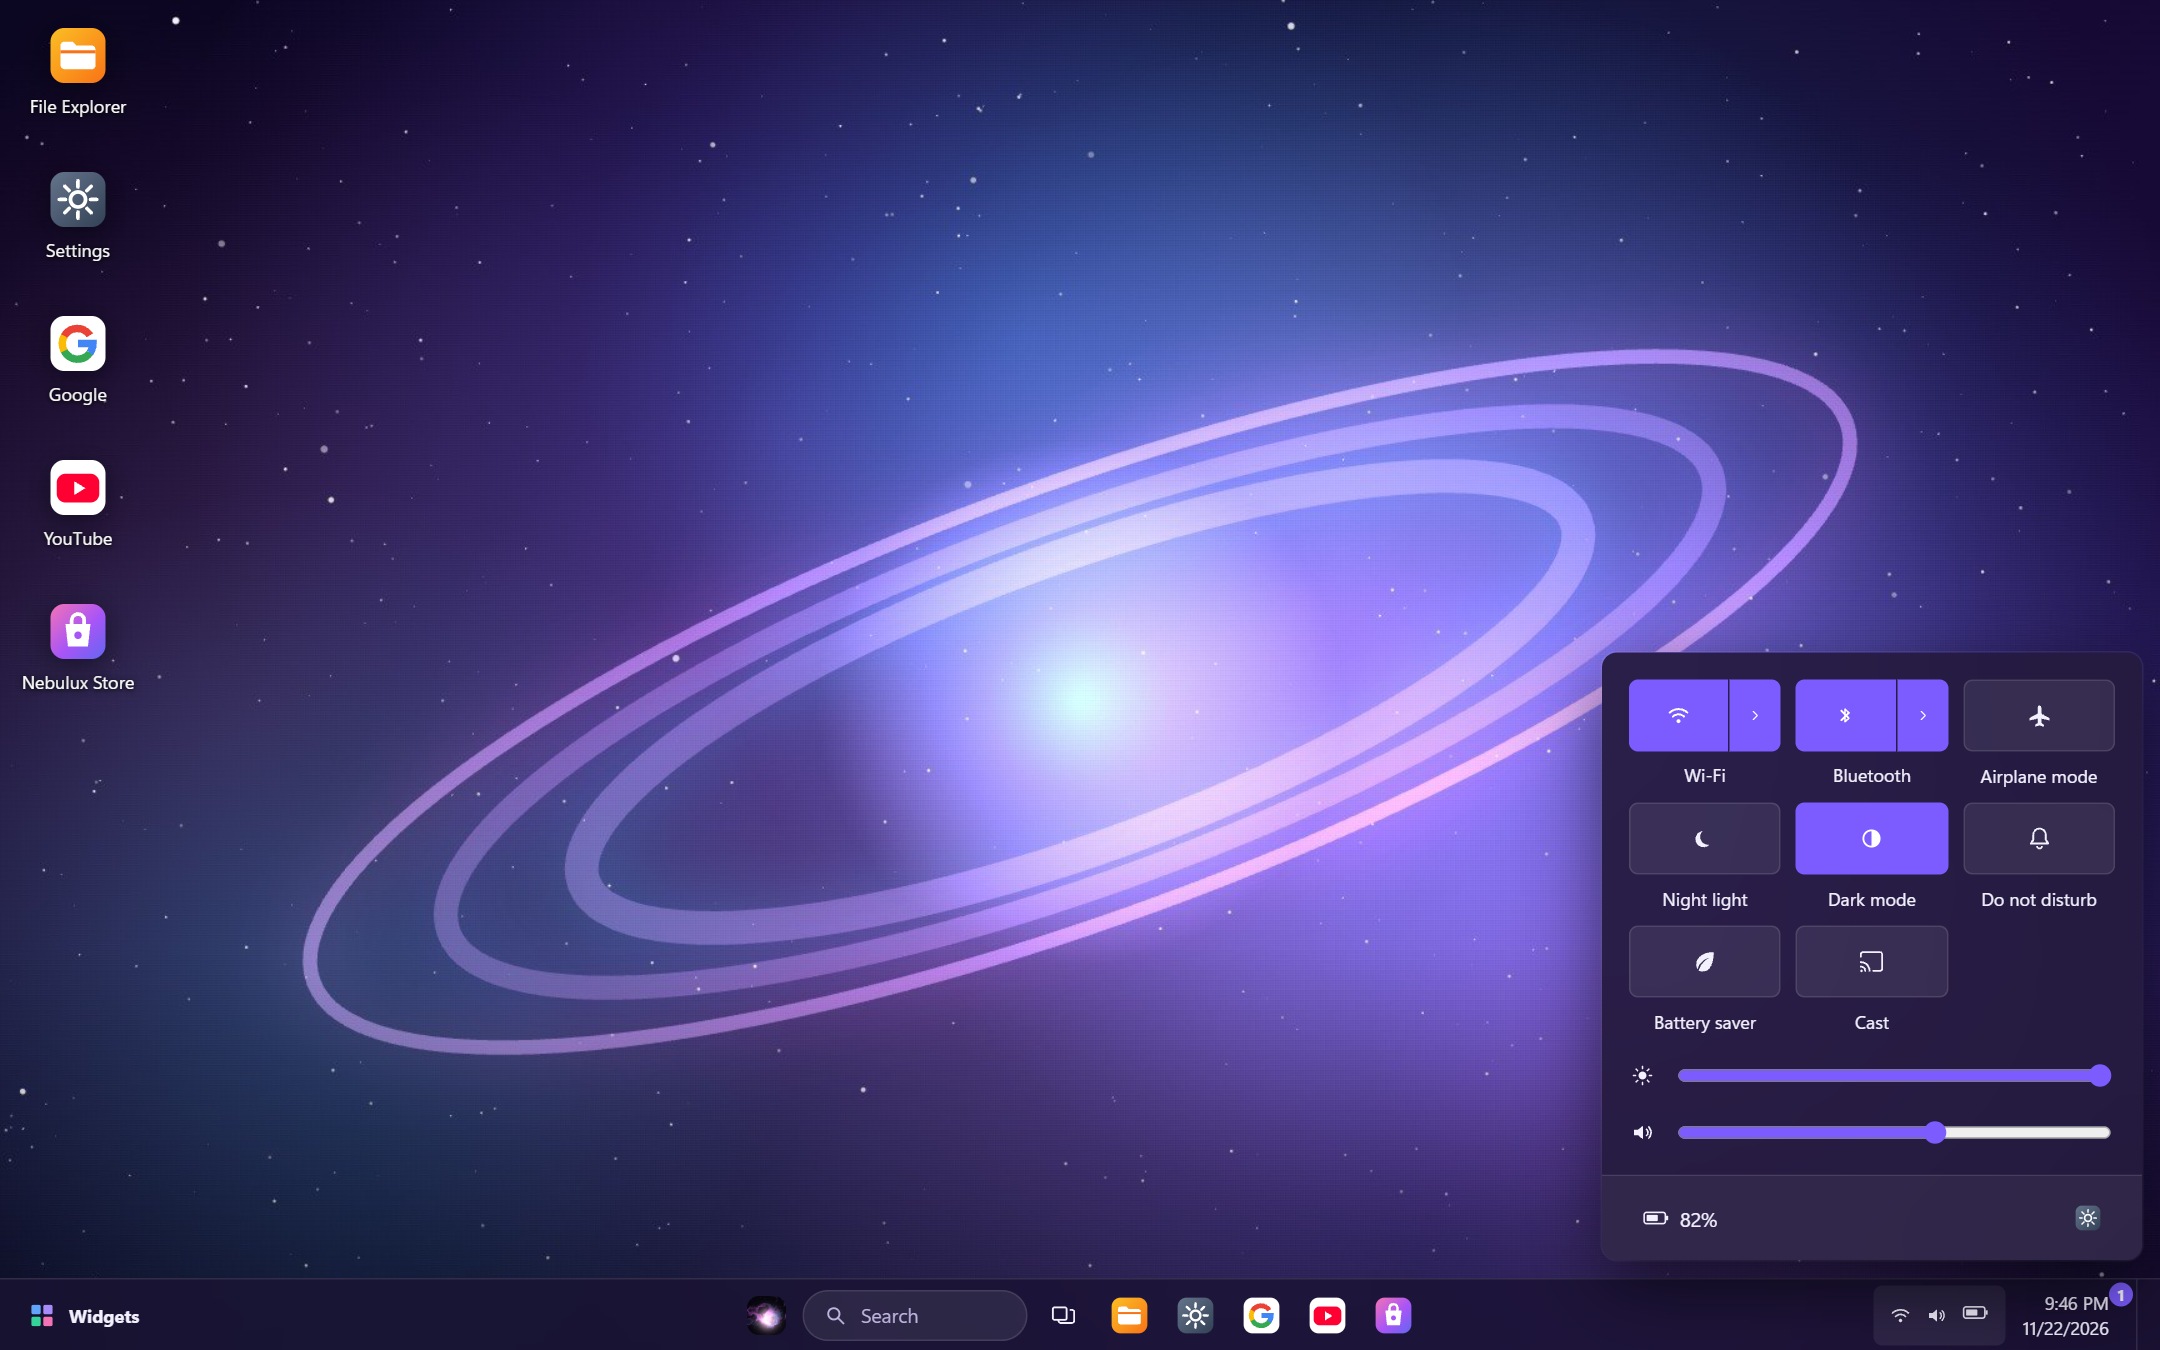 File Explorer
Settings
Google
YouTube
Nebulux Store
Wi-Fi
Bluetooth
Airplane mode
Night light
Dark mode
Do not disturb
Battery saver
Cast
82%
Widgets
Search
9:46 PM
1
11/22/2026